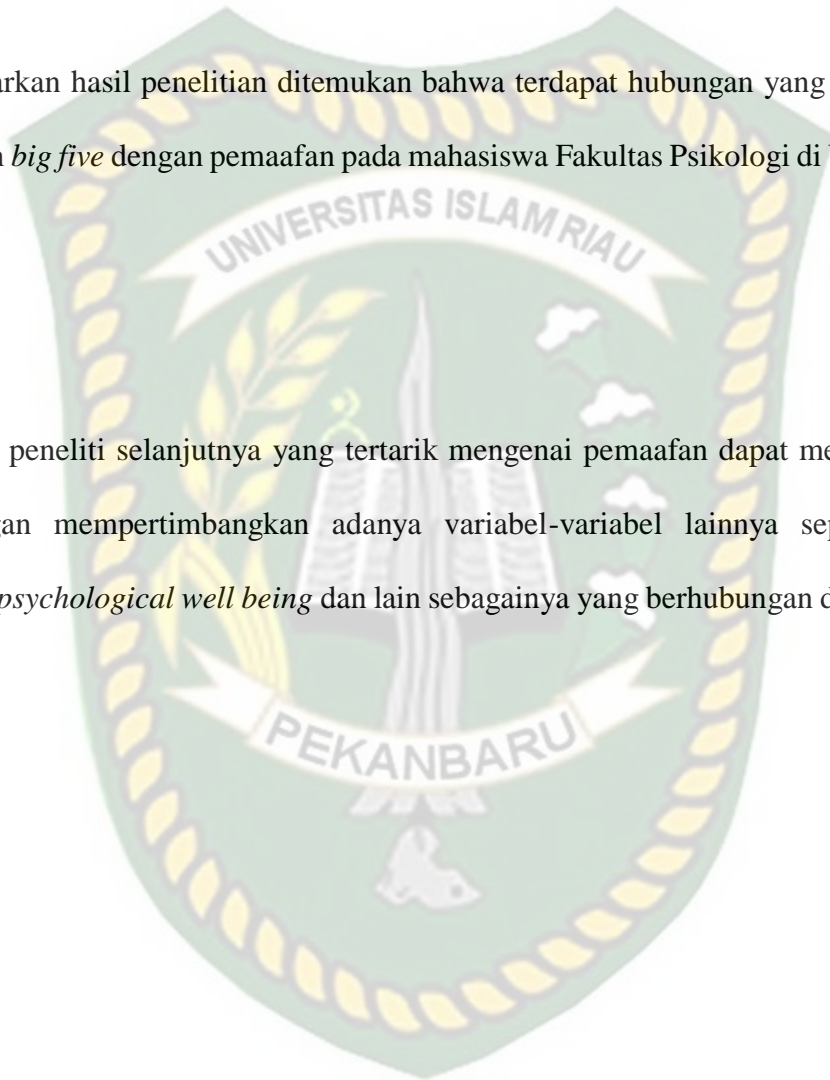 arkan hasil penelitian ditemukan bahwa terdapat hubungan yang
big five dengan pemaafan pada mahasiswa Fakultas Psikologi di
UNIVERSITAS ISLAM RIAU
peneliti selanjutnya yang tertarik mengenai pemaafan dapat me
gan mempertimbangkan adanya variabel-variabel lainnya sep
psychological well being dan lain sebagainya yang berhubungan d
PEKANBARU